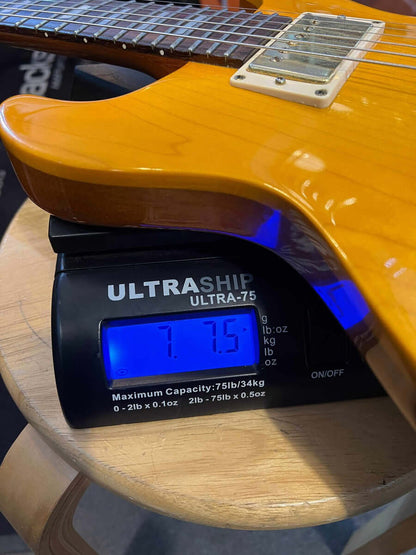 ULTRASHIP
ULTRA-75
7. 7.5
g
lb:oz
kg
lb
oz
ON/OFF
Maximum Capacity:75lb/34kg
0 - 2lb x 0.1oz 2lb - 75lb x 0.5oz